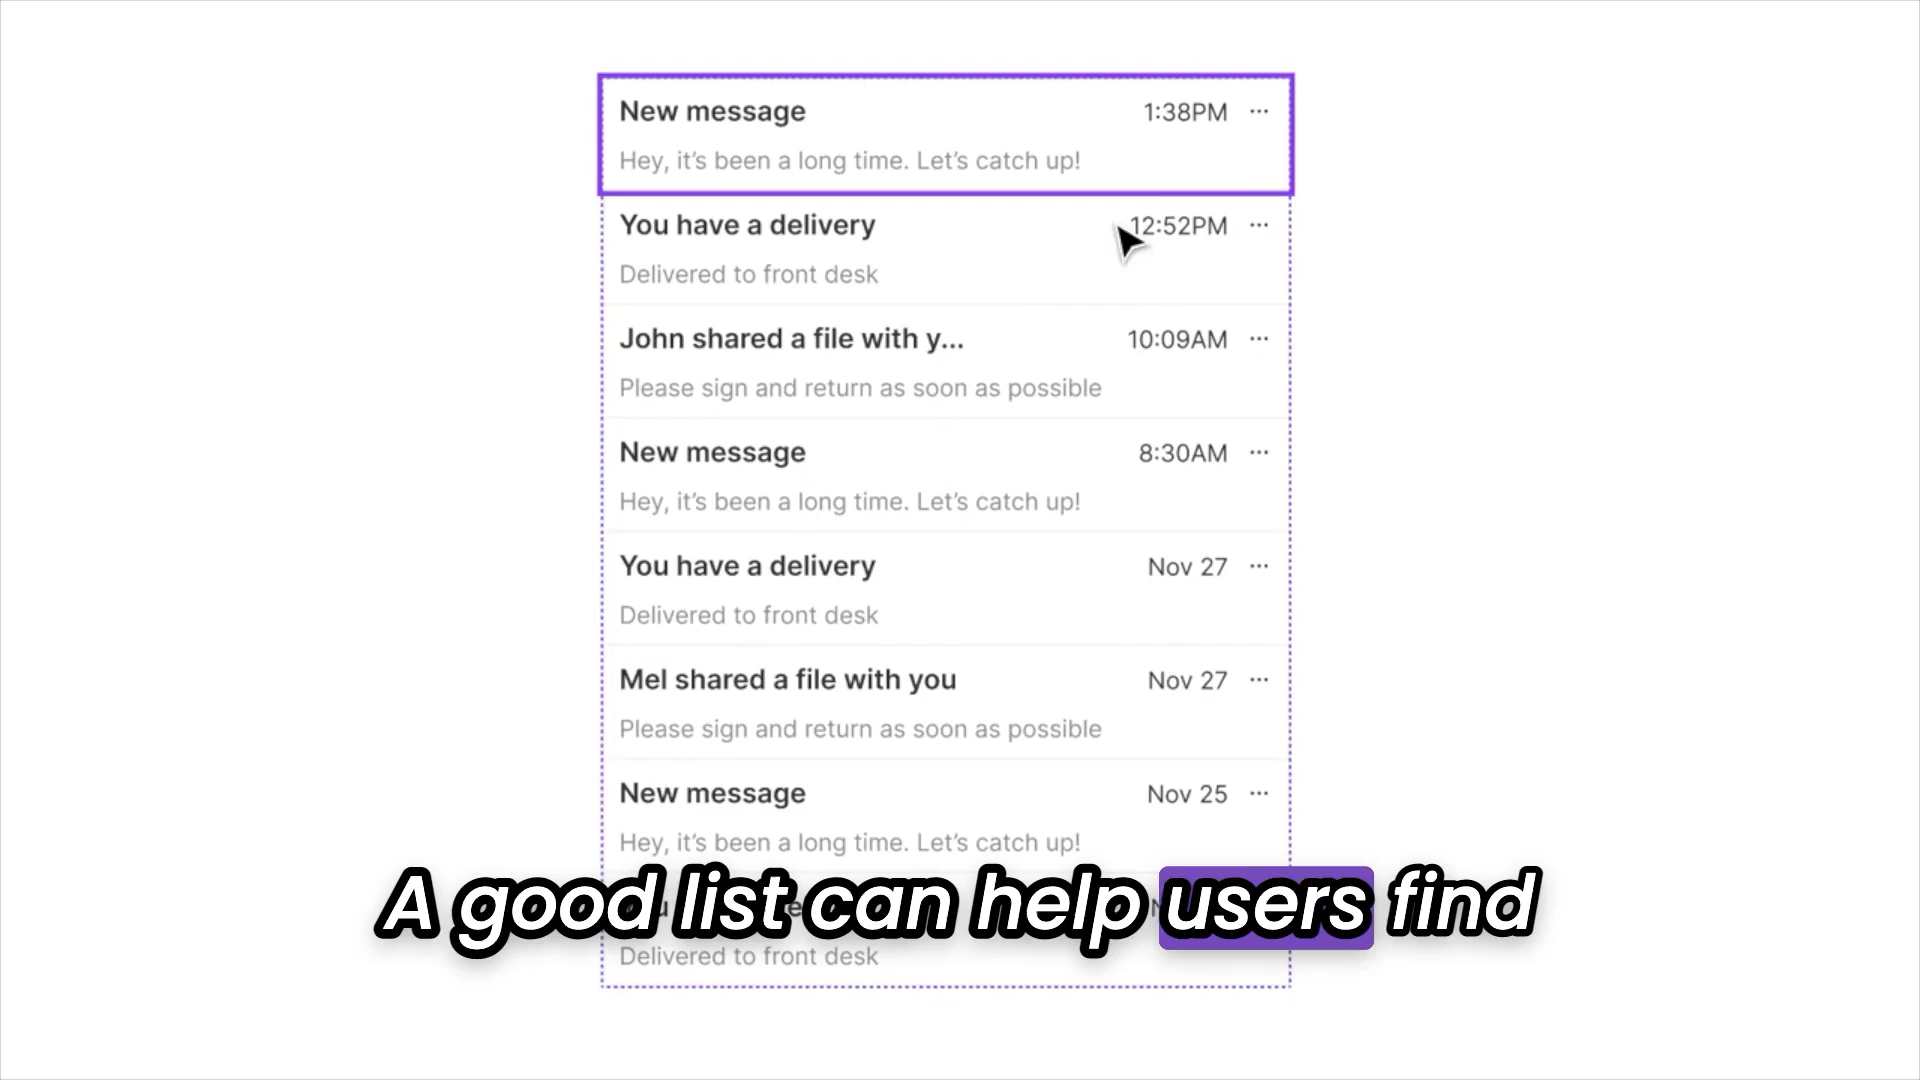 New message 1:38PM ...
Hey, it’s been a long time. Let’s catch up!
You have a delivery 12:52PM ...
Delivered to front desk
John shared a file with y... 10:09AM ...
Please sign and return as soon as possible
New message 8:30AM ...
Hey, it’s been a long time. Let’s catch up!
You have a delivery Nov 27 ...
Delivered to front desk
Mel shared a file with you Nov 27 ...
Please sign and return as soon as possible
New message Nov 25 ...
Hey, it’s been a long time. Let’s catch up!
A good list can help users find
Delivered to front desk